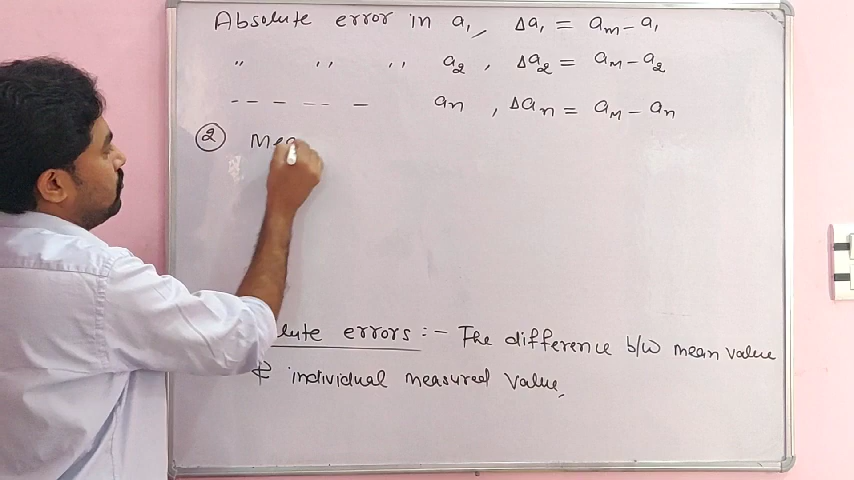 Absolute error in a₁, Δa₁ = aₘ - a₁
" " " a₂, Δa₂ = aₘ - a₂
-- - -- - aₙ, Δaₙ = aₘ - aₙ
② Mea
lute errors :- The difference b/w mean value
& individual measured value,